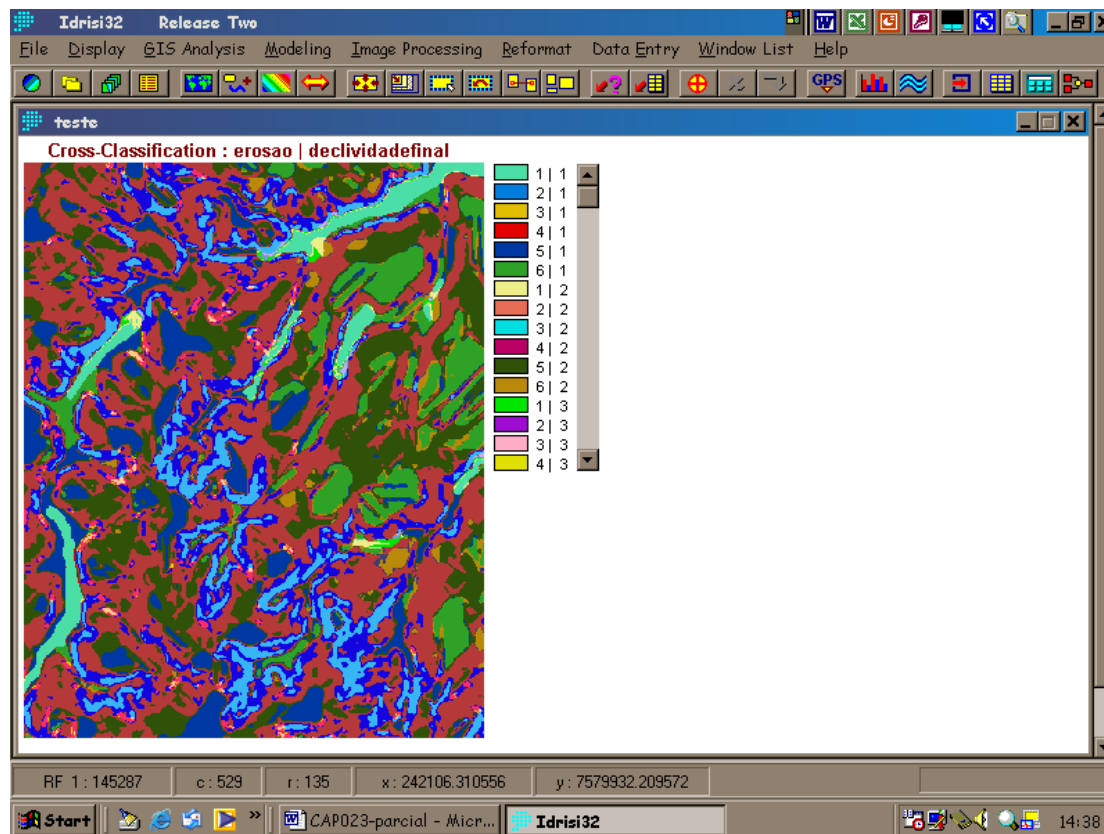 Idrisi32 Release Two
File Display GIS Analysis Modeling Image Processing Reformat Data Entry Window List Help
GPS
teste
Cross-Classification : erosao | declividadefinal
1 | 1
2 | 1
3 | 1
4 | 1
5 | 1
6 | 1
1 | 2
2 | 2
3 | 2
4 | 2
5 | 2
6 | 2
1 | 3
2 | 3
3 | 3
4 | 3
RF 1 : 145287 c : 529 r : 135 x : 242106.310556 y : 7579932.209572
Start » CAP023-parcial - Micr... Idrisi32 14:38